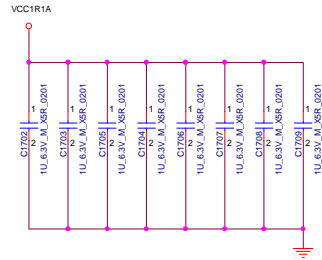 VCC1R1A
1
2
C1702
1U_6.3V_M_X5R_0201
1
2
C1703
1U_6.3V_M_X5R_0201
1
2
C1705
1U_6.3V_M_X5R_0201
1
2
C1704
1U_6.3V_M_X5R_0201
1
2
C1706
1U_6.3V_M_X5R_0201
1
2
C1707
1U_6.3V_M_X5R_0201
1
2
C1708
1U_6.3V_M_X5R_0201
1
2
C1709
1U_6.3V_M_X5R_0201